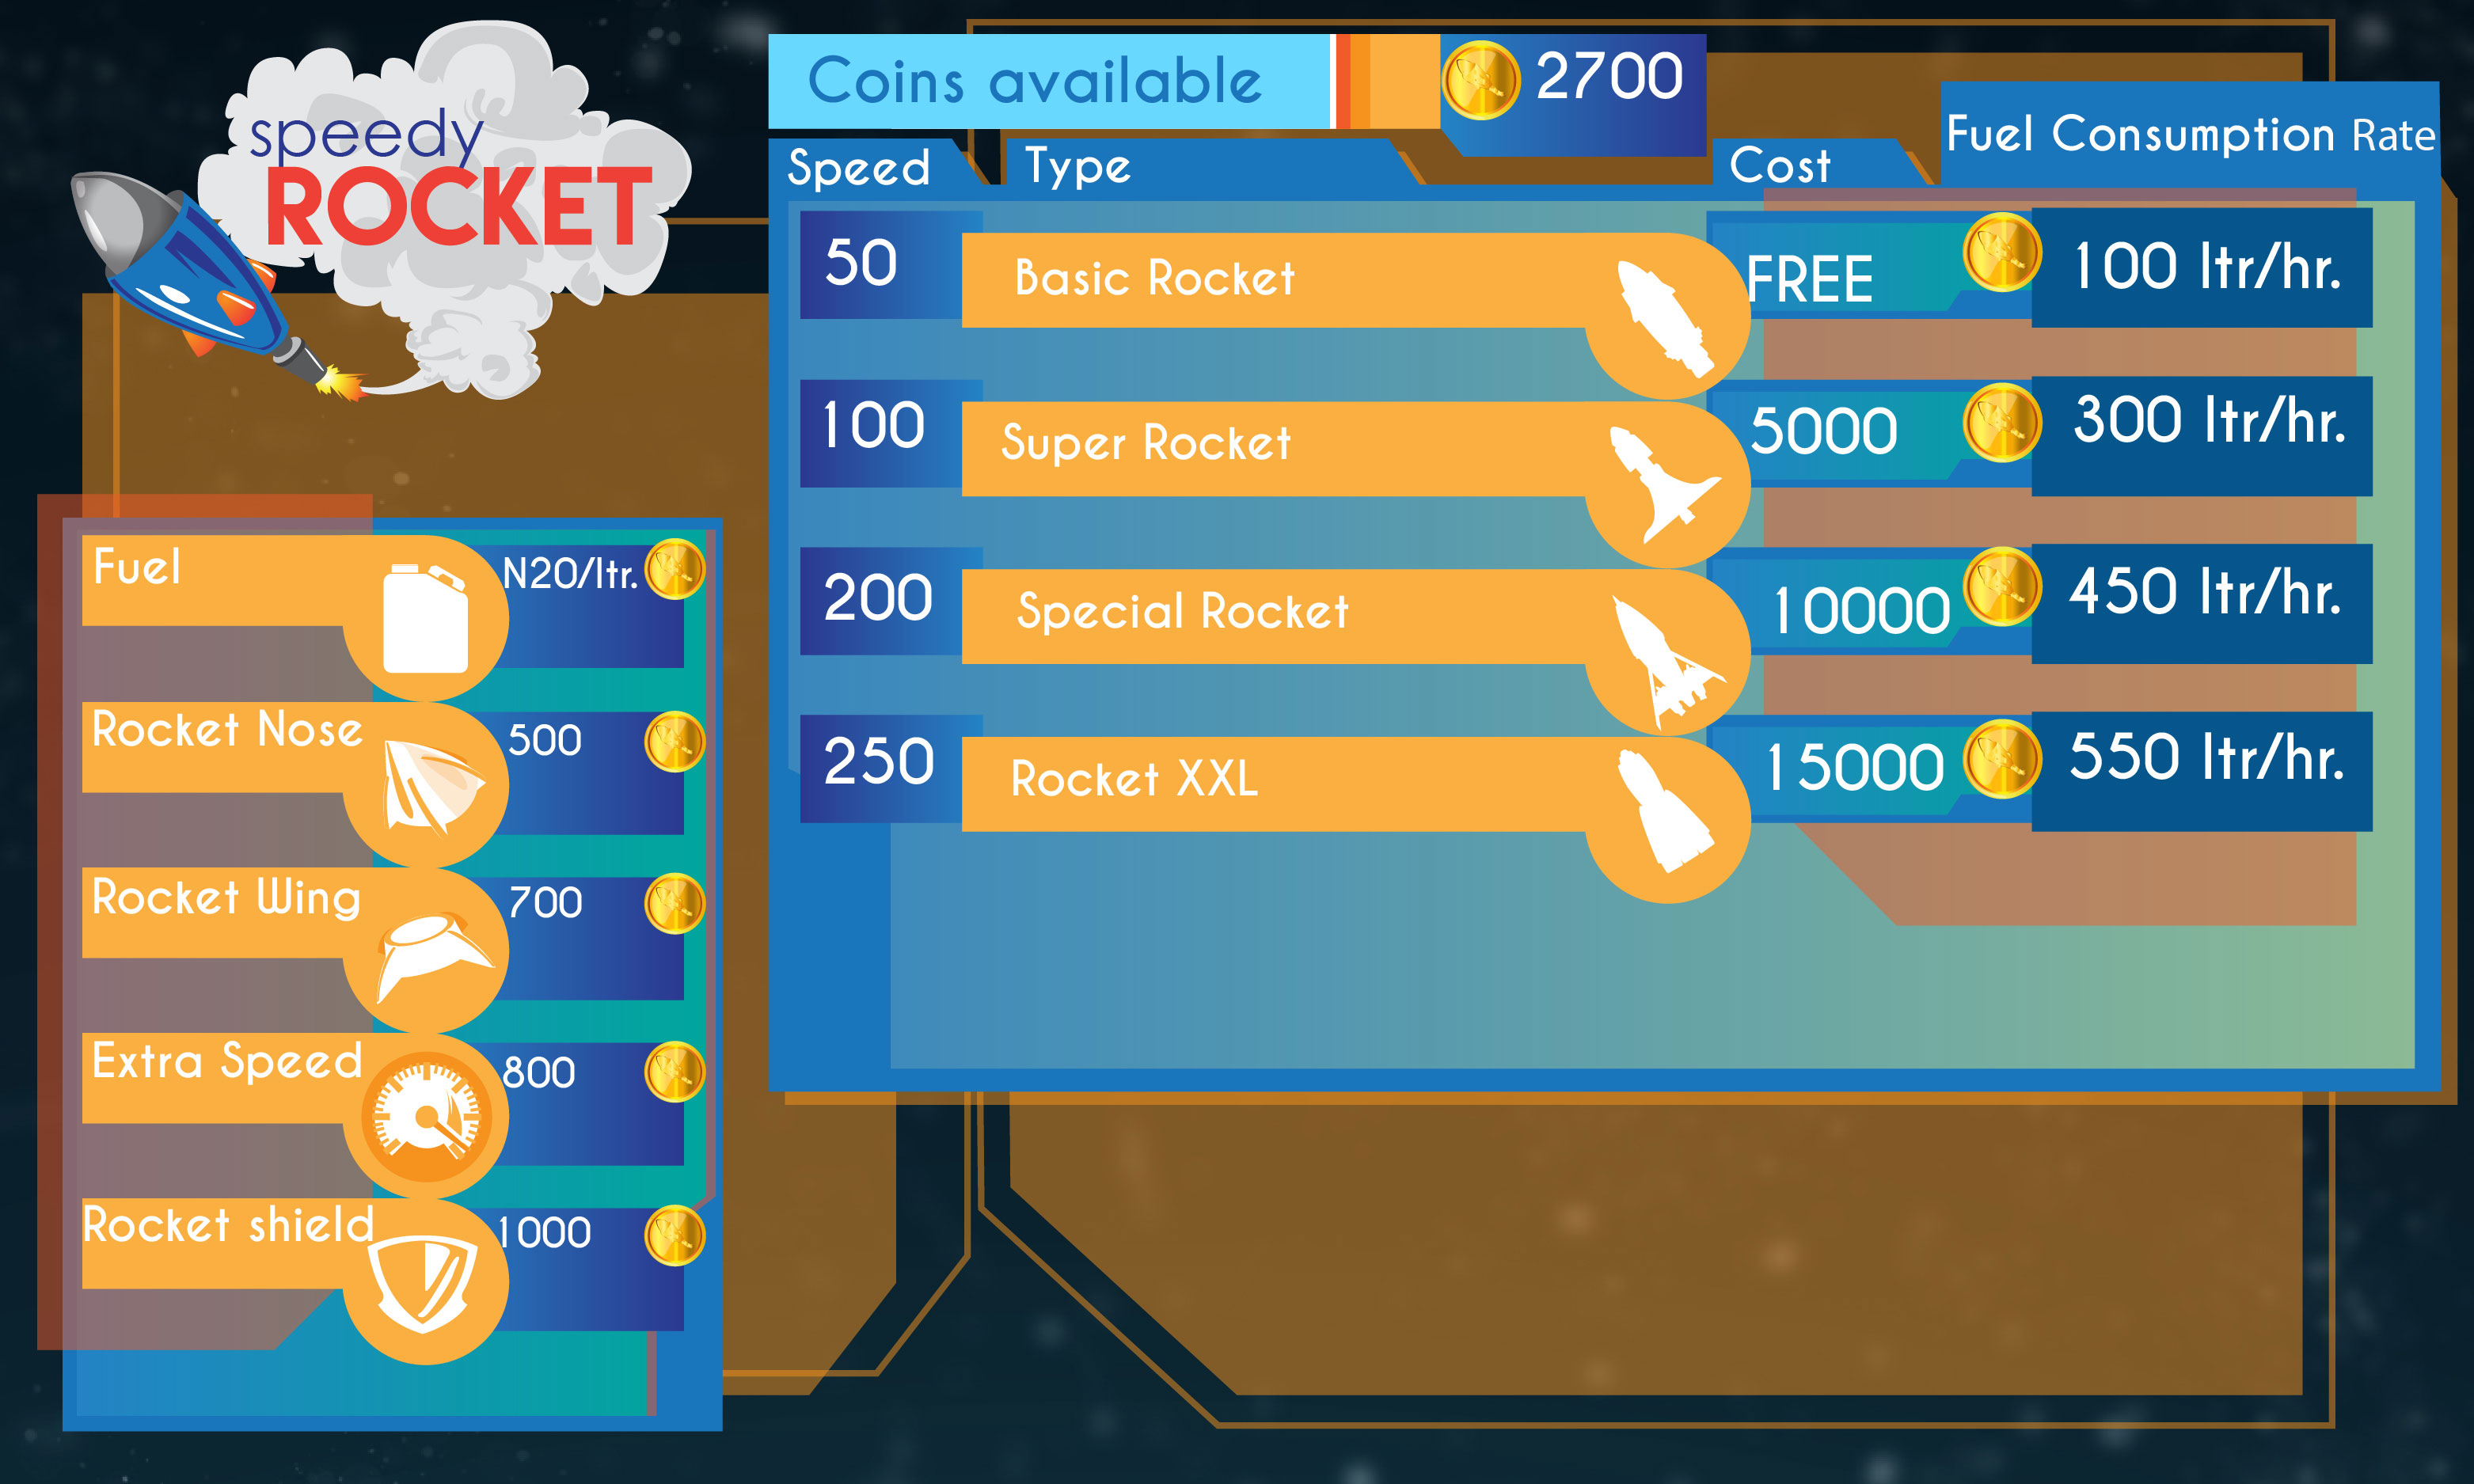 speedy
ROCKET
Coins available 2700
Speed Type Cost Fuel Consumption Rate
50 Basic Rocket FREE 100 ltr/hr.
100 Super Rocket 5000 300 ltr/hr.
200 Special Rocket 10000 450 ltr/hr.
250 Rocket XXL 15000 550 ltr/hr.
Fuel N20/ltr.
Rocket Nose 500
Rocket Wing 700
Extra Speed 800
Rocket shield 1000